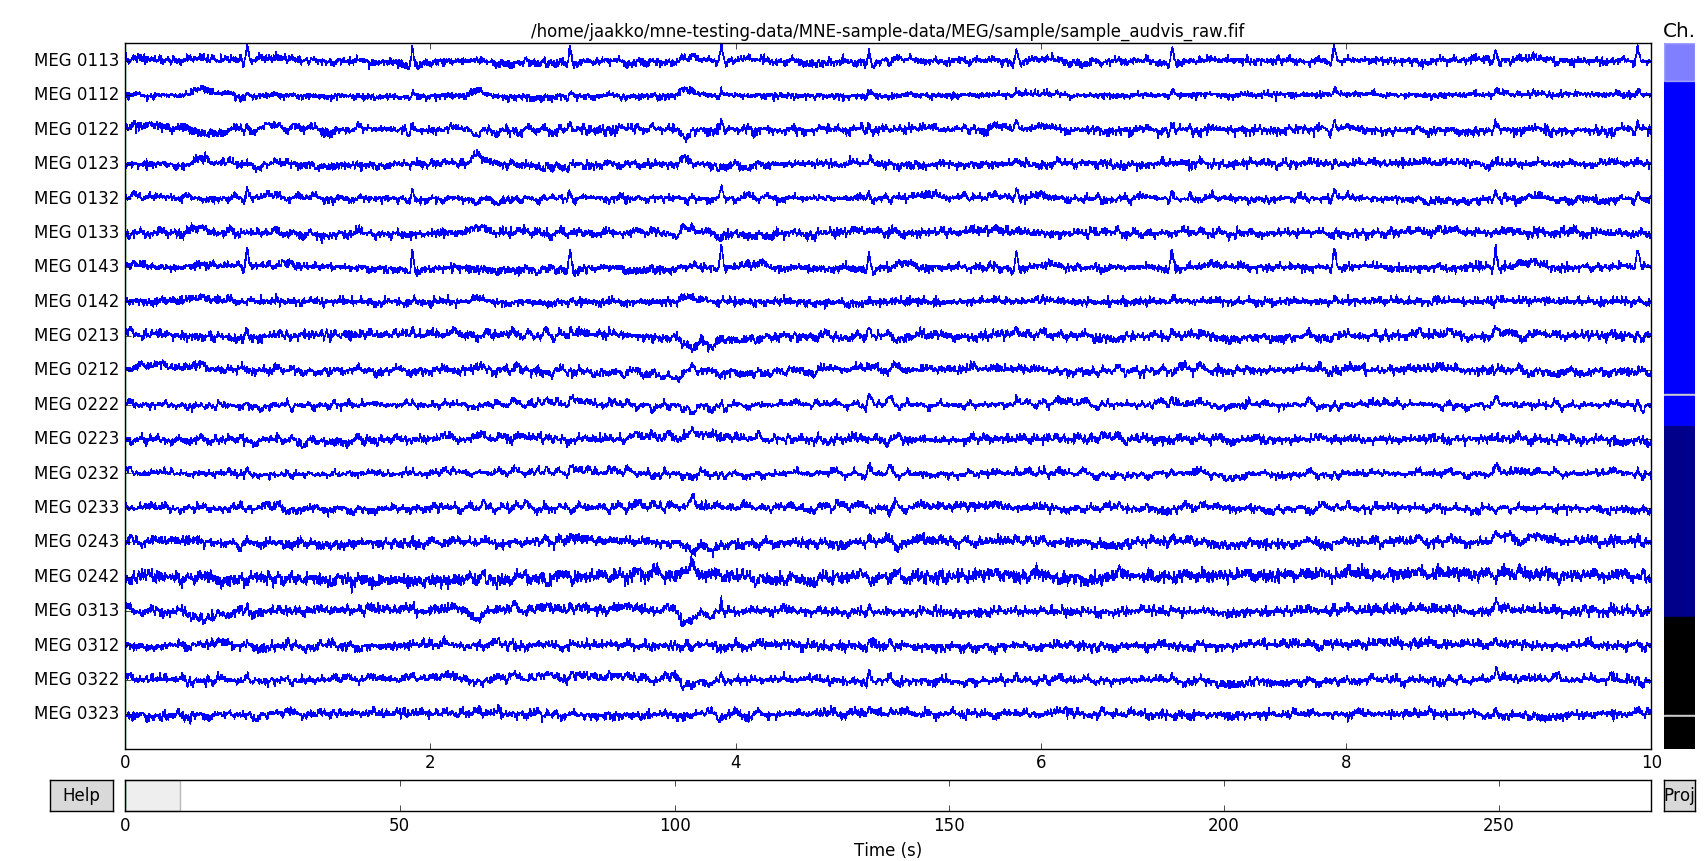 /home/jaakko/mne-testing-data/MNE-sample-data/MEG/sample/sample_audvis_raw.fif
Ch.
MEG 0113
MEG 0112
MEG 0122
MEG 0123
MEG 0132
MEG 0133
MEG 0143
MEG 0142
MEG 0213
MEG 0212
MEG 0222
MEG 0223
MEG 0232
MEG 0233
MEG 0243
MEG 0242
MEG 0313
MEG 0312
MEG 0322
MEG 0323
0 2 4 6 8 10
Help
Proj
0 50 100 150 200 250
Time (s)